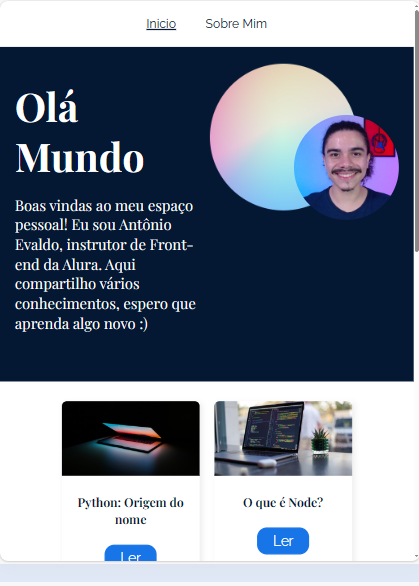 Inicio
Sobre Mim
Olá
Mundo
Boas vindas ao meu espaço
pessoal! Eu sou Antônio
Evaldo, instrutor de Front-
end da Alura. Aqui
compartilho vários
conhecimentos, espero que
aprenda algo novo :)
Python: Origem do
nome
O que é Node?
Ler
Ler